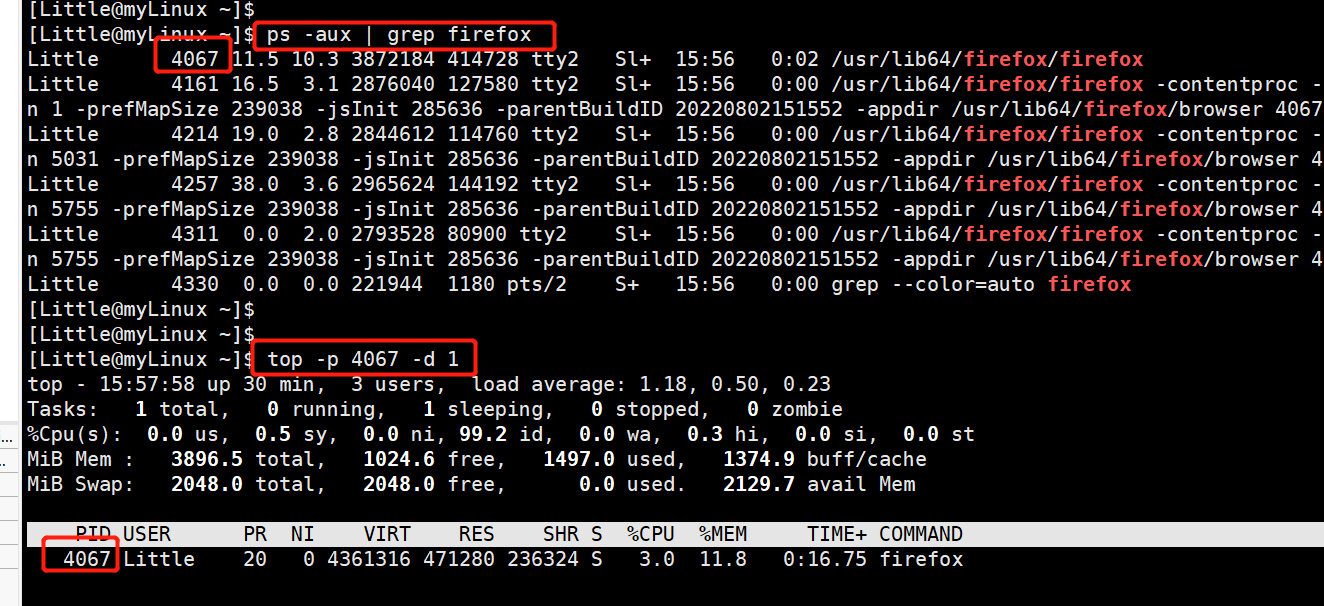 [Little@myLinux ~]$
[Little@myLinux ~]$ ps -aux | grep firefox
Little      4067 11.5 10.3 3872184 414728 tty2   Sl+  15:56   0:02 /usr/lib64/firefox/firefox
Little      4161 16.5  3.1 2876040 127580 tty2   Sl+  15:56   0:00 /usr/lib64/firefox/firefox -contentproc -
n 1 -prefMapSize 239038 -jsInit 285636 -parentBuildID 20220802151552 -appdir /usr/lib64/firefox/browser 4067
Little      4214 19.0  2.8 2844612 114760 tty2   Sl+  15:56   0:00 /usr/lib64/firefox/firefox -contentproc -
n 5031 -prefMapSize 239038 -jsInit 285636 -parentBuildID 20220802151552 -appdir /usr/lib64/firefox/browser 4
Little      4257 38.0  3.6 2965624 144192 tty2   Sl+  15:56   0:00 /usr/lib64/firefox/firefox -contentproc -
n 5755 -prefMapSize 239038 -jsInit 285636 -parentBuildID 20220802151552 -appdir /usr/lib64/firefox/browser 4
Little      4311  0.0  2.0 2793528 80900 tty2    Sl+  15:56   0:00 /usr/lib64/firefox/firefox -contentproc -
n 5755 -prefMapSize 239038 -jsInit 285636 -parentBuildID 20220802151552 -appdir /usr/lib64/firefox/browser 4
Little      4330  0.0  0.0 221944  1180 pts/2    S+   15:56   0:00 grep --color=auto firefox
[Little@myLinux ~]$
[Little@myLinux ~]$
[Little@myLinux ~]$ top -p 4067 -d 1
top - 15:57:58 up 30 min,  3 users,  load average: 1.18, 0.50, 0.23
Tasks:   1 total,   0 running,   1 sleeping,   0 stopped,   0 zombie
%Cpu(s):  0.0 us,  0.5 sy,  0.0 ni, 99.2 id,  0.0 wa,  0.3 hi,  0.0 si,  0.0 st
MiB Mem :   3896.5 total,   1024.6 free,   1497.0 used,   1374.9 buff/cache
MiB Swap:   2048.0 total,   2048.0 free,      0.0 used.   2129.7 avail Mem
PID USER      PR  NI    VIRT    RES    SHR S  %CPU  %MEM     TIME+ COMMAND
4067 Little    20   0 4361316 471280 236324 S   3.0  11.8   0:16.75 firefox